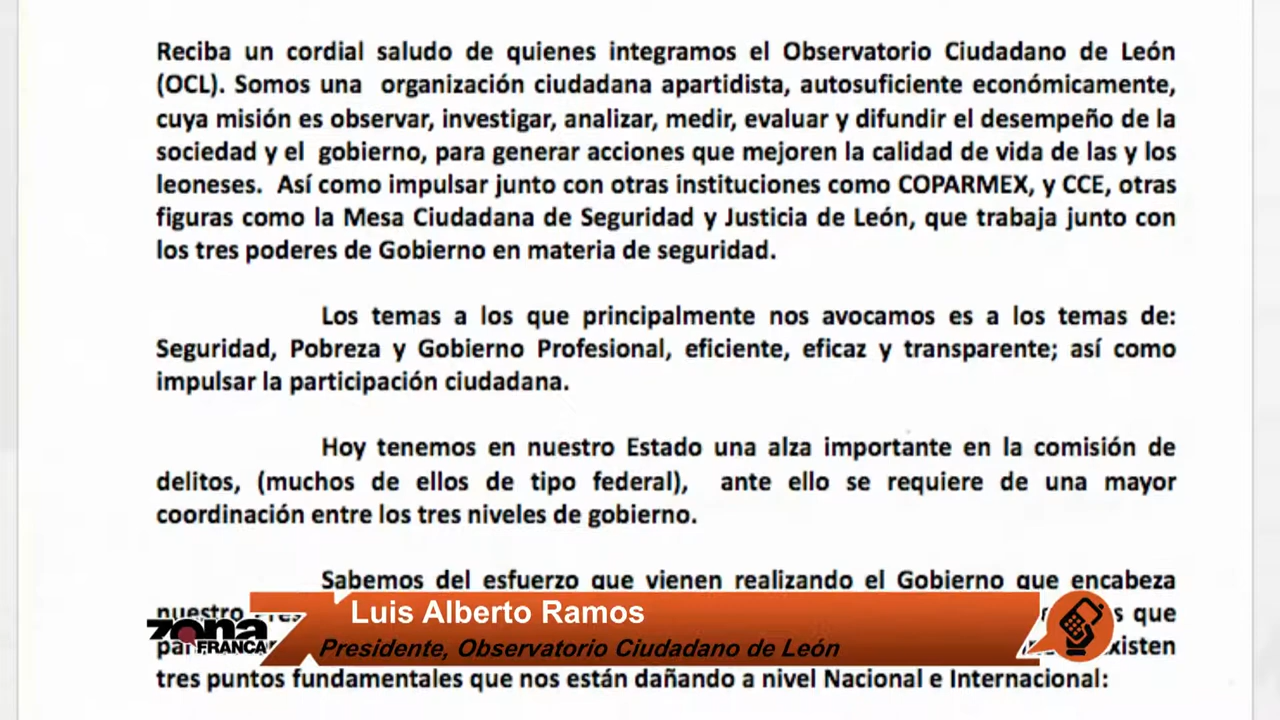 Reciba un cordial saludo de quienes integramos el Observatorio Ciudadano de León
(OCL). Somos una organización ciudadana apartidista, autosuficiente económicamente,
cuya misión es observar, investigar, analizar, medir, evaluar y difundir el desempeño de la
sociedad y el gobierno, para generar acciones que mejoren la calidad de vida de las y los
leoneses. Así como impulsar junto con otras instituciones como COPARMEX, y CCE, otras
figuras como la Mesa Ciudadana de Seguridad y Justicia de León, que trabaja junto con
los tres poderes de Gobierno en materia de seguridad.
Los temas a los que principalmente nos avocamos es a los temas de:
Seguridad, Pobreza y Gobierno Profesional, eficiente, eficaz y transparente; así como
impulsar la participación ciudadana.
Hoy tenemos en nuestro Estado una alza importante en la comisión de
delitos, (muchos de ellos de tipo federal), ante ello se requiere de una mayor
coordinación entre los tres niveles de gobierno.
Sabemos del esfuerzo que vienen realizando el Gobierno que encabeza
nuestro que
tres puntos fundamentales que nos están dañando a nivel Nacional e Internacional:
Luis Alberto Ramos
Presidente, Observatorio Ciudadano de León
zona
FRANCA